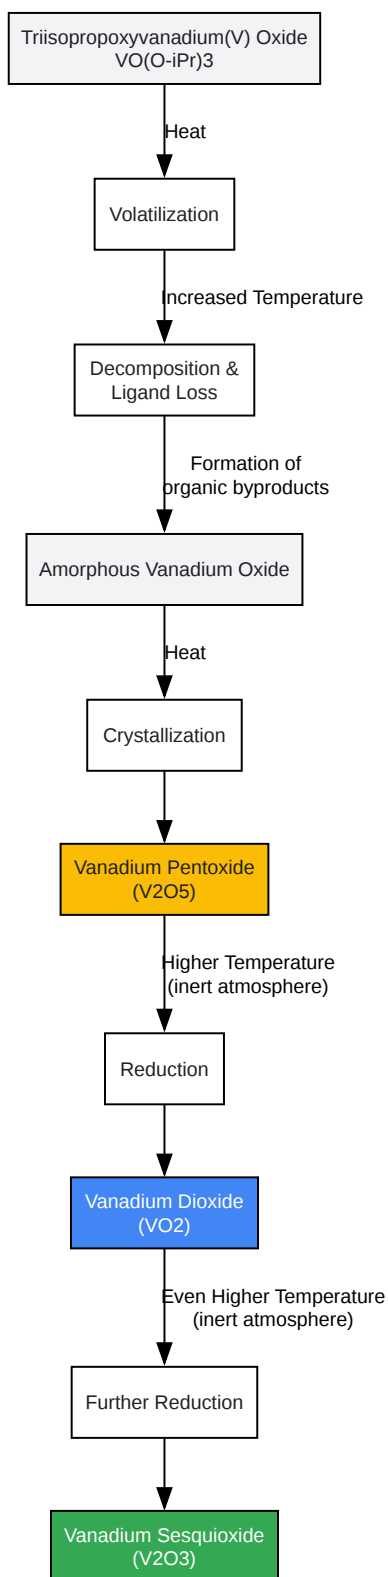 Triisopropoxyvanadium(V) Oxide
VO(O-iPr)3
Heat
Volatilization
Increased Temperature
Decomposition &
Ligand Loss
Formation of
organic byproducts
Amorphous Vanadium Oxide
Heat
Crystallization
Vanadium Pentoxide
(V2O5)
Higher Temperature
(inert atmosphere)
Reduction
Vanadium Dioxide
(VO2)
Even Higher Temperature
(inert atmosphere)
Further Reduction
Vanadium Sesquioxide
(V2O3)